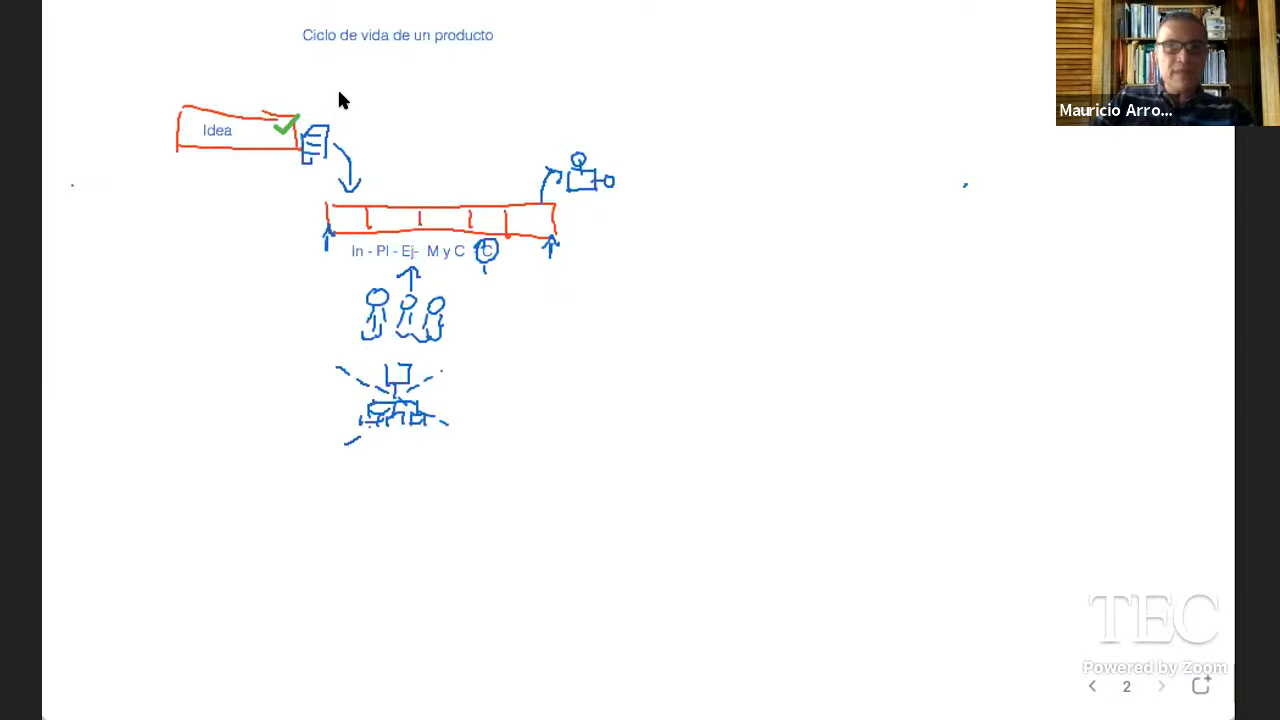 Ciclo de vida de un producto
Mauricio Arro...
Idea
In - Pl - Ej- M y C - C
TEC
Powered by Zoom
2